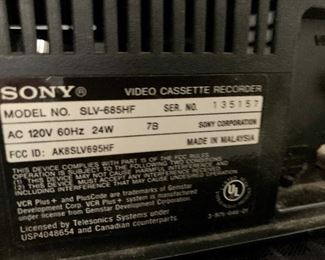 SONY® VIDEO CASSETTE RECORDER
MODEL NO. SLV-685HF SER. NO. 135157
AC 120V 60Hz 24W 7B SONY CORPORATION
FCC ID: AK8SLV695HF MADE IN MALAYSIA
THIS DEVICE COMPLIES WITH PART 15 OF THE FCC RULES.
INCLUDING INTERFERENCE THAT MAY CAUSE UNDESIRED OPERATION.
VCR Plus+ and PlusCode are trademarks of Gemstar
Development Corp. VCR Plus+ system is manufactured under
license from Gemstar Development Corporation.
Licensed by Telesonics Systems under
USP4048654 and Canadian counterparts.
UL